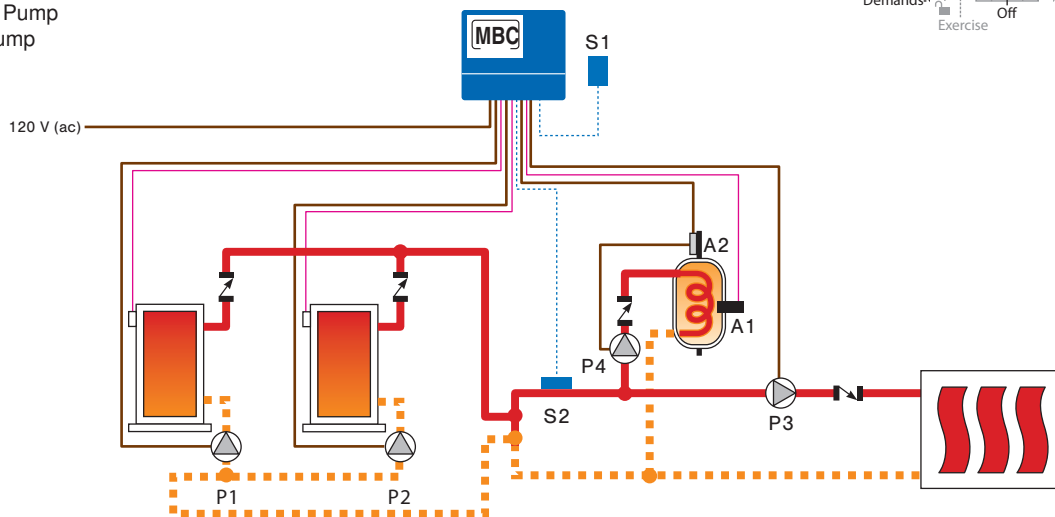 Pump
ump
Demands"
Off
Exercise
MBC
S1
120 V (ac)
A2
A1
P4
S2
P3
P1
P2